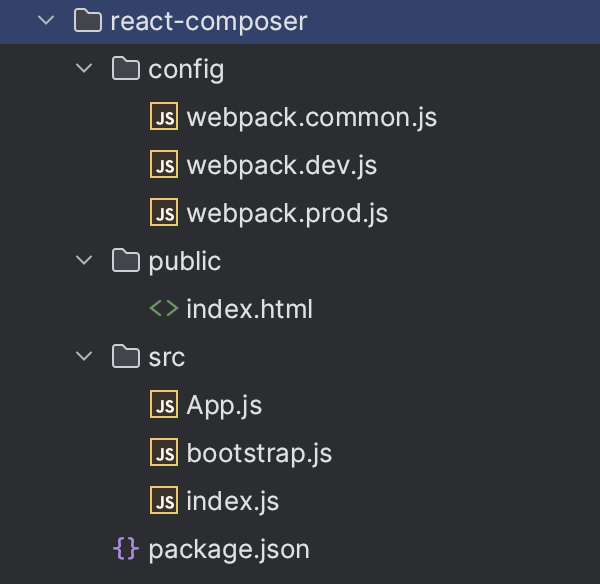 react-composer
config
JS webpack.common.js
JS webpack.dev.js
JS webpack.prod.js
public
<> index.html
src
JS App.js
JS bootstrap.js
JS index.js
{} package.json